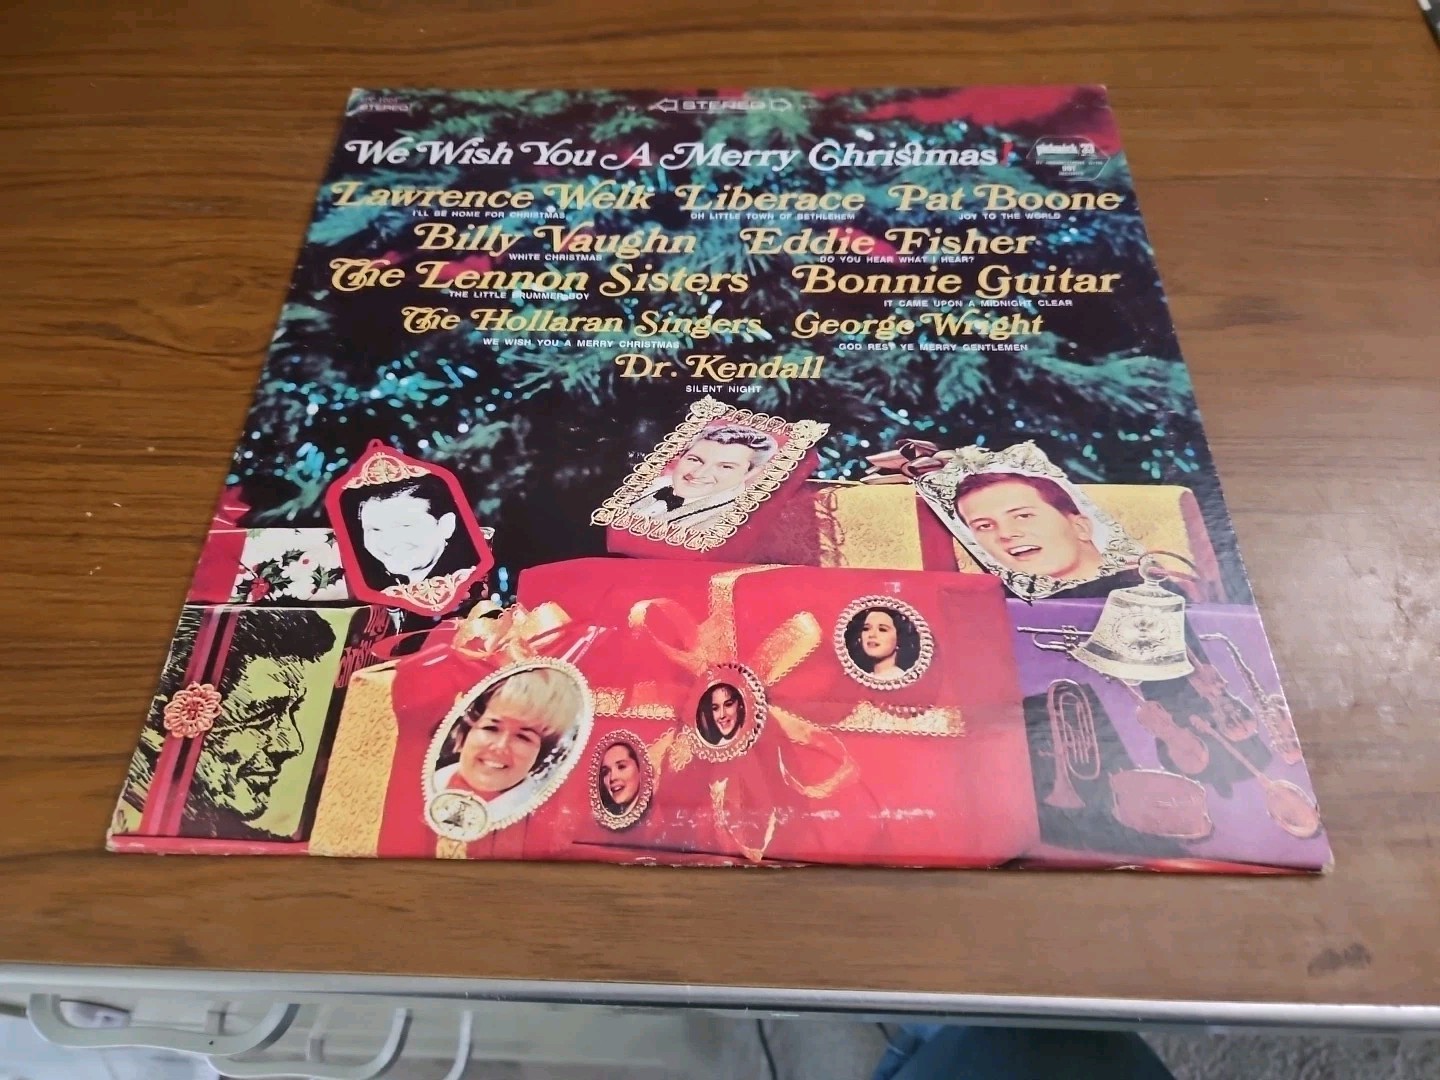 STEREO
STEREO
We Wish You A Merry Christmas!
Lawrence Welk Liberace Pat Boone
I'LL BE HOME FOR CHRISTMAS OH LITTLE TOWN OF BETHLEHEM JOY TO THE WORLD
Billy Vaughn Eddie Fisher
WHITE CHRISTMAS DO YOU HEAR WHAT I HEAR?
The Lennon Sisters Bonnie Guitar
THE LITTLE DRUMMER BOY IT CAME UPON A MIDNIGHT CLEAR
The Hollaran Singers George Wright
WE WISH YOU A MERRY CHRISTMAS GOD REST YE MERRY GENTLEMEN
Dr. Kendall
SILENT NIGHT